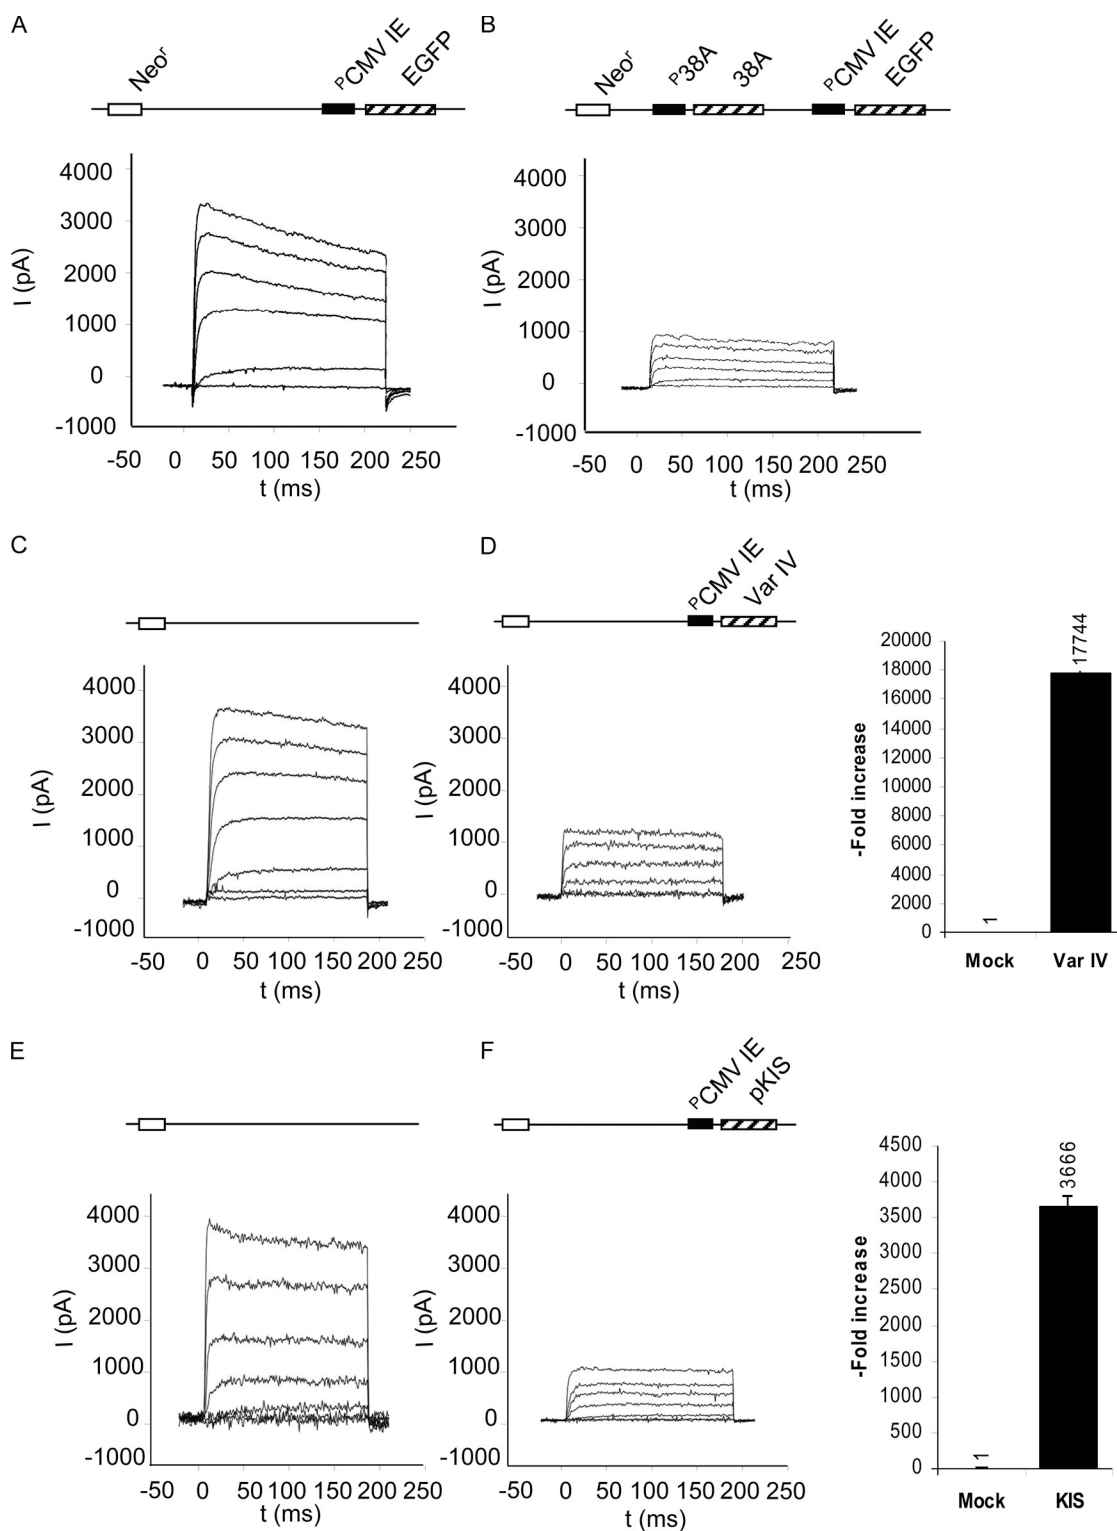 A
Neoʳ
ᴾCMV IE
EGFP
I (pA)
4000
3000
2000
1000
0
-1000
-50 0 50 100 150 200 250
t (ms)
B
Neoʳ
ᴾ38A
38A
ᴾCMV IE
EGFP
I (pA)
4000
3000
2000
1000
0
-1000
-50 0 50 100 150 200 250
t (ms)
C
I (pA)
4000
3000
2000
1000
0
-1000
-50 0 50 100 150 200 250
t (ms)
D
ᴾCMV IE
Var IV
I (pA)
4000
3000
2000
1000
0
-1000
-50 0 50 100 150 200 250
t (ms)
-Fold increase
20000
18000
16000
14000
12000
10000
8000
6000
4000
2000
0
1
17744
Mock Var IV
E
I (pA)
4000
3000
2000
1000
0
-1000
-50 0 50 100 150 200 250
t (ms)
F
ᴾCMV IE
pKIS
I (pA)
4000
3000
2000
1000
0
-1000
-50 0 50 100 150 200 250
t (ms)
-Fold increase
4500
4000
3500
3000
2500
2000
1500
1000
500
0
1
3666
Mock KIS